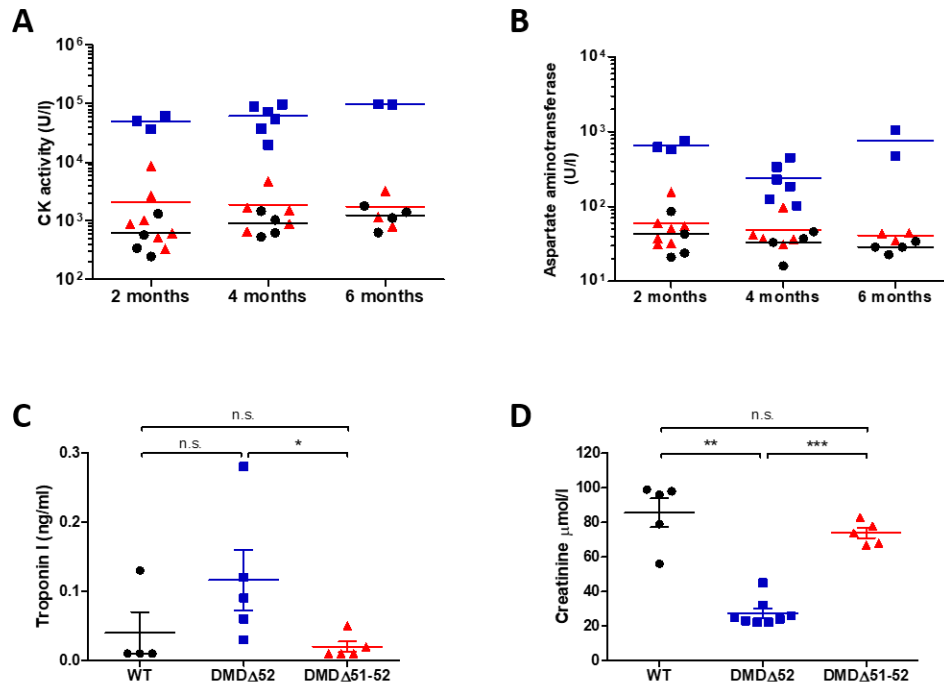 A
CK activity (U/l)
10⁶
10⁵
10⁴
10³
10²
2 months 4 months 6 months
B
Aspartate aminotransferase
(U/l)
10⁴
10³
10²
10¹
2 months 4 months 6 months
C
n.s.
n.s. *
Troponin I (ng/ml)
0.3
0.2
0.1
0.0
WT DMDΔ52 DMDΔ51-52
D
n.s.
** ***
Creatinine μmol/l
120
100
80
60
40
20
0
WT DMDΔ52 DMDΔ51-52